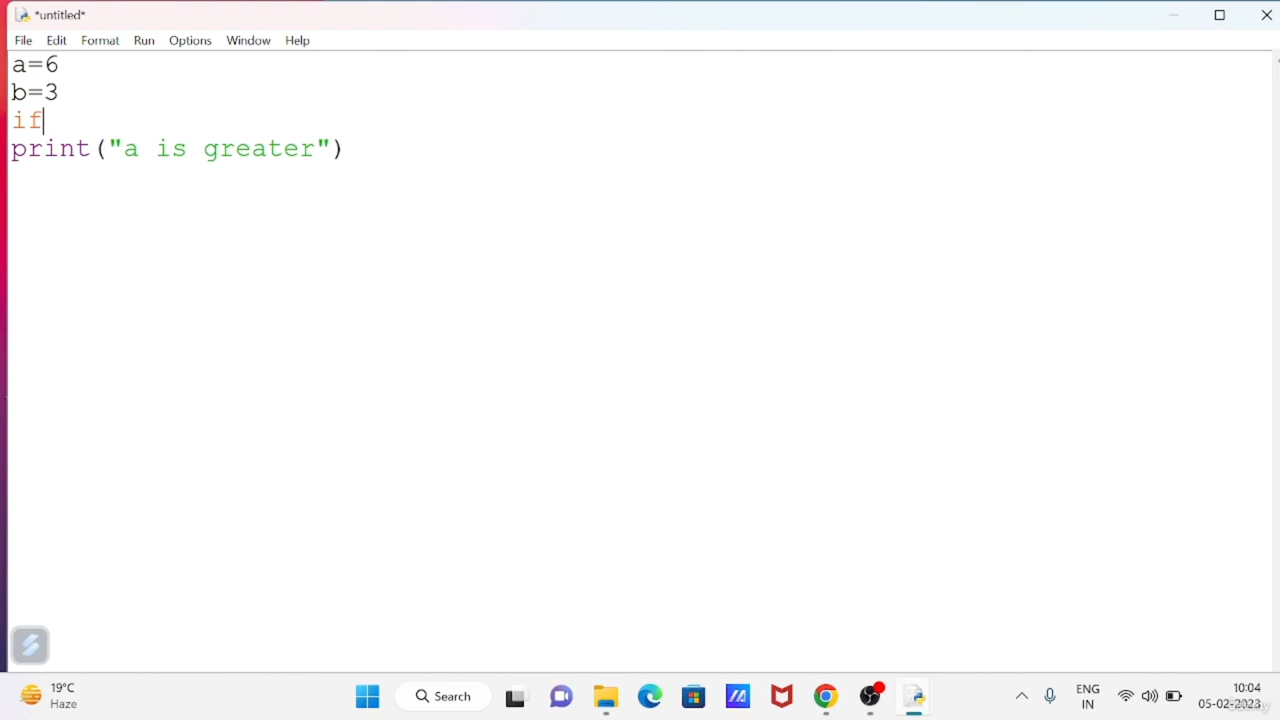 *untitled*
File Edit Format Run Options Window Help
a=6
b=3
if
print("a is greater")
19°C
Haze
Search
ENG
IN
10:04
05-02-2023